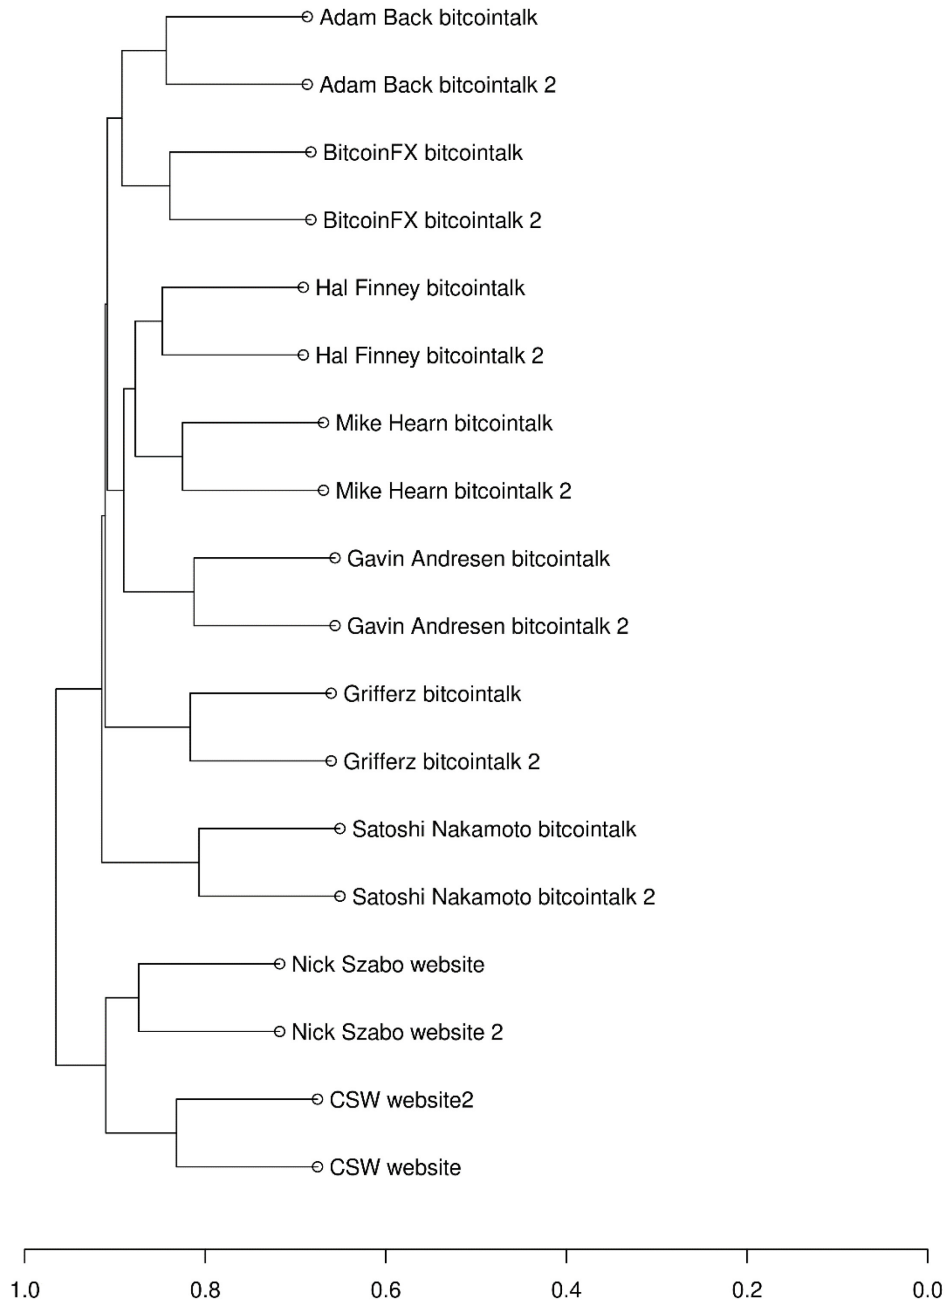 Adam Back bitcointalk
Adam Back bitcointalk 2
BitcoinFX bitcointalk
BitcoinFX bitcointalk 2
Hal Finney bitcointalk
Hal Finney bitcointalk 2
Mike Hearn bitcointalk
Mike Hearn bitcointalk 2
Gavin Andresen bitcointalk
Gavin Andresen bitcointalk 2
Grifferz bitcointalk
Grifferz bitcointalk 2
Satoshi Nakamoto bitcointalk
Satoshi Nakamoto bitcointalk 2
Nick Szabo website
Nick Szabo website 2
CSW website2
CSW website
1.0 0.8 0.6 0.4 0.2 0.0